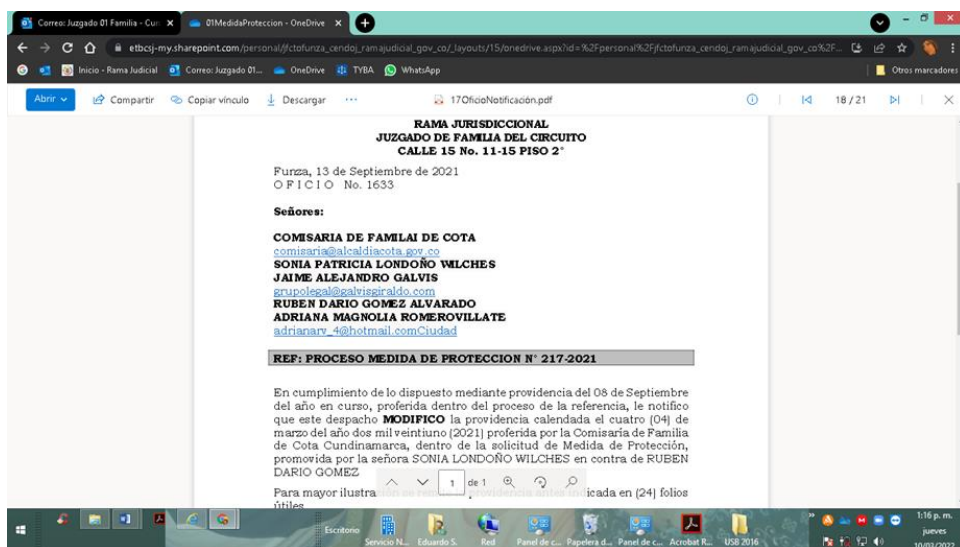 Correo: Juzgado 01 Familia - Cur
01MedidaProteccion - OneDrive
etbcsj-my.sharepoint.com/personal/jfctofunza_cendoj_ramajudicial_gov_co/_layouts/15/onedrive.aspx?id=%2Fpersonal%2Fjfctofunza_cendoj_ramajudicial_gov_co%2F...
Inicio - Rama Judicial Correo: Juzgado 01... OneDrive TYBA WhatsApp Otros marcadores
Abrir Compartir Copiar vínculo Descargar ... 17OficioNotificación.pdf 18 / 21
RAMA JURISDICCIONAL
JUZGADO DE FAMILIA DEL CIRCUITO
CALLE 15 No. 11-15 PISO 2°
Funza, 13 de Septiembre de 2021
O F I C I O No. 1633
Señores:
COMISARIA DE FAMILAI DE COTA
comisaria@alcaldiacota.gov.co
SONIA PATRICIA LONDOÑO WILCHES
JAIME ALEJANDRO GALVIS
grupolegal@galvisgiraldo.com
RUBEN DARIO GOMEZ ALVARADO
ADRIANA MAGNOLIA ROMEROVILLATE
adrianarv_4@hotmail.comCiudad
REF: PROCESO MEDIDA DE PROTECCION N° 217-2021
En cumplimiento de lo dispuesto mediante providencia del 08 de Septiembre
del año en curso, proferida dentro del proceso de la referencia, le notifico
que este despacho MODIFICO la providencia calendada el cuatro (04) de
marzo del año dos mil veintiuno (2021) proferida por la Comisaría de Familia
de Cota Cundinamarca, dentro de la solicitud de Medida de Protección,
promovida por la señora SONIA LONDOÑO WILCHES en contra de RUBEN
DARIO GOMEZ
1 de 1
Para mayor ilustra indicada en (24) folios
útiles
Escritorio Servicio N... Eduardo S. Red Panel de c... Papelera d... Panel de c... Acrobat R... USB 2016
1:16 p. m.
jueves
10/03/2022